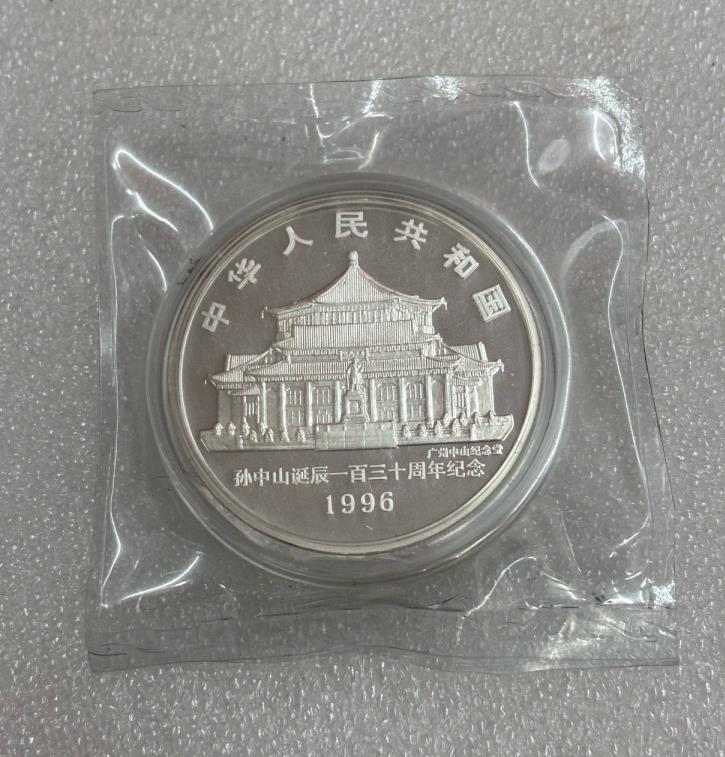 中华人民共和国
广州中山纪念堂
孙中山诞辰一百三十周年纪念
1996